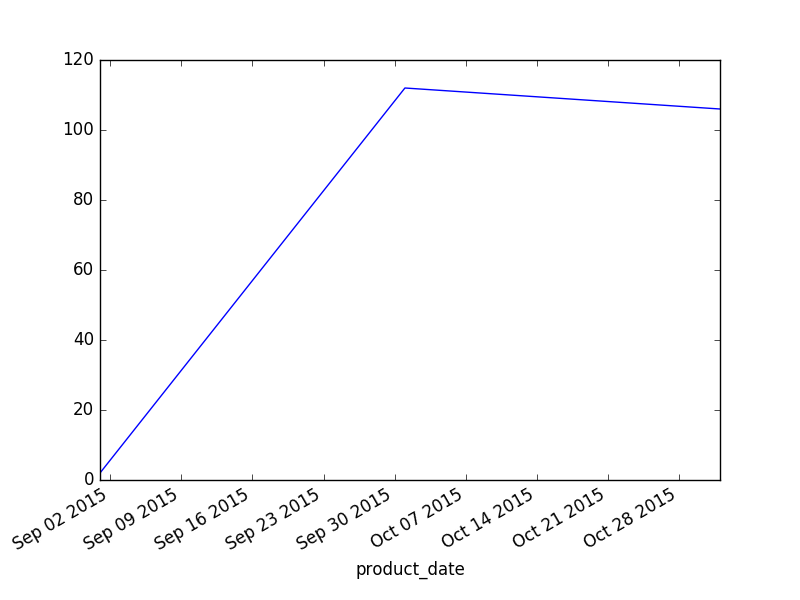 120
100
80
60
40
20
0
Sep 02 2015
Sep 09 2015
Sep 16 2015
Sep 23 2015
Sep 30 2015
Oct 07 2015
Oct 14 2015
Oct 21 2015
Oct 28 2015
product_date